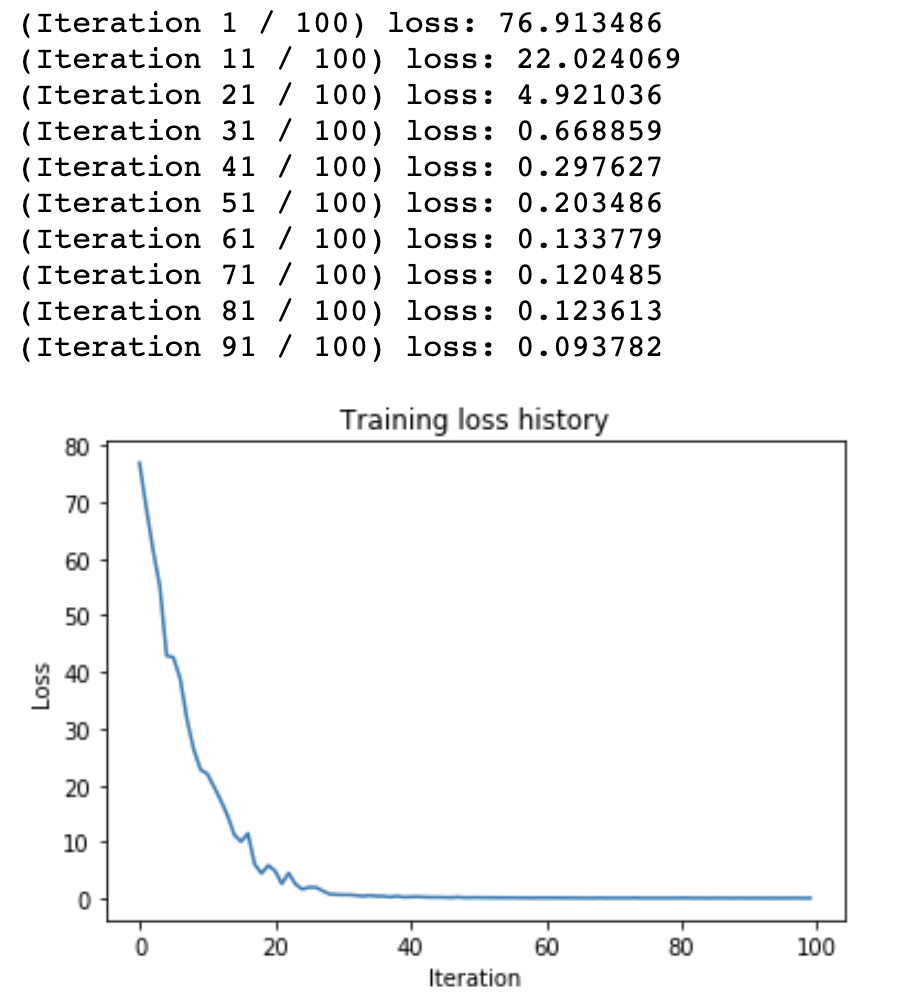 (Iteration 1 / 100) loss: 76.913486
(Iteration 11 / 100) loss: 22.024069
(Iteration 21 / 100) loss: 4.921036
(Iteration 31 / 100) loss: 0.668859
(Iteration 41 / 100) loss: 0.297627
(Iteration 51 / 100) loss: 0.203486
(Iteration 61 / 100) loss: 0.133779
(Iteration 71 / 100) loss: 0.120485
(Iteration 81 / 100) loss: 0.123613
(Iteration 91 / 100) loss: 0.093782
Training loss history
80
70
60
50
40
30
20
10
0
Loss
0 20 40 60 80 100
Iteration